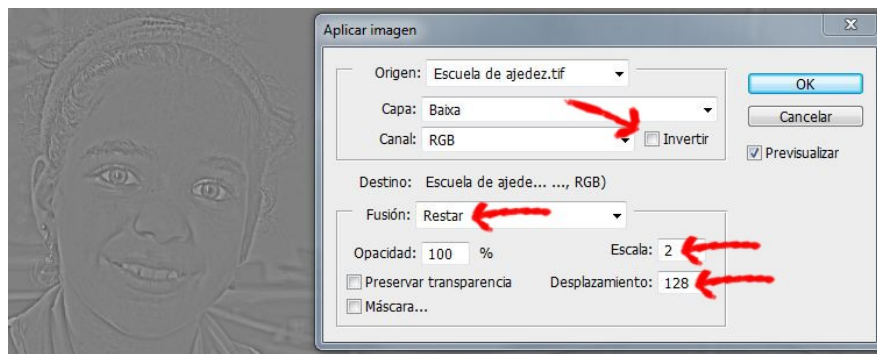 Aplicar imagen
Origen: Escuela de ajedez.tif
OK
Capa: Baixa
Cancelar
Canal: RGB
Invertir
Previsualizar
Destino: Escuela de ajede... ..., RGB)
Fusión: Restar
Opacidad: 100 %
Escala: 2
Preservar transparencia
Desplazamiento: 128
Máscara...